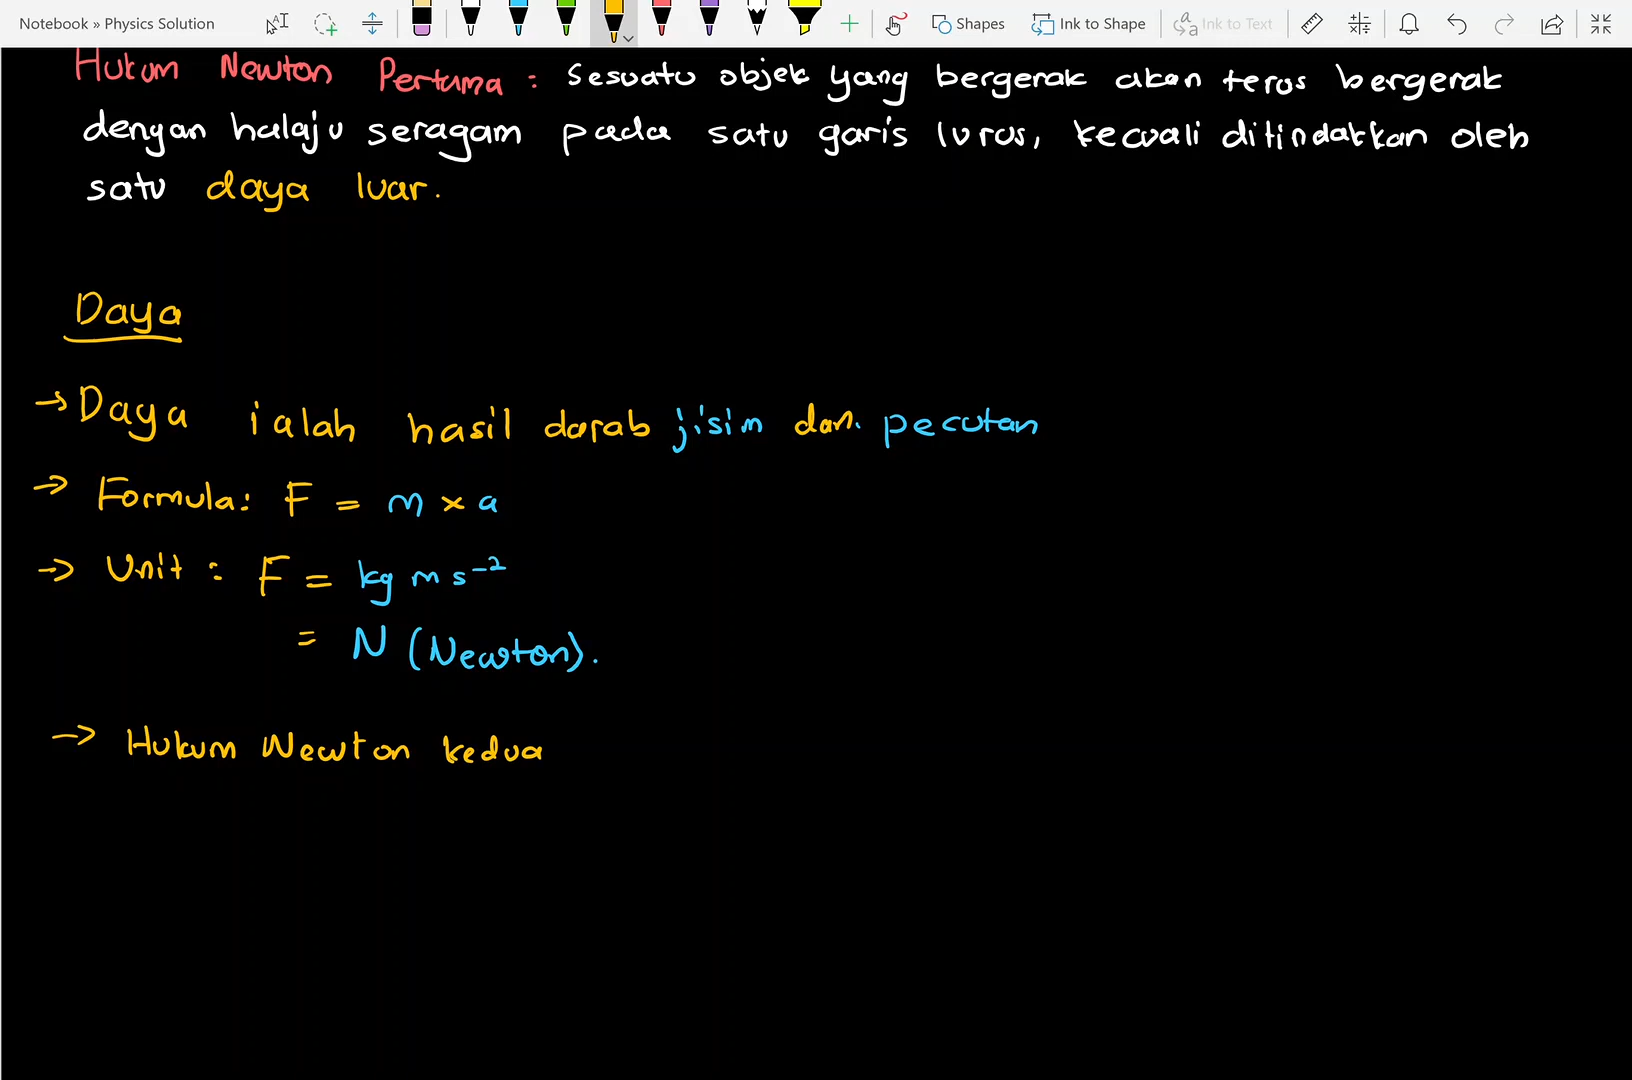 Notebook » Physics Solution Shapes Ink to Shape Ink to Text
Hukum Newton Pertama : Sesuatu objek yang bergerak akan terus bergerak
dengan halaju seragam pada satu garis lurus, kecuali ditindakkan oleh
satu daya luar.
Daya
→ Daya ialah hasil darab jisim dan pecutan
→ Formula: F = m × a
→ Unit : F = kg m s⁻²
= N (Newton).
→ Hukum Newton kedua